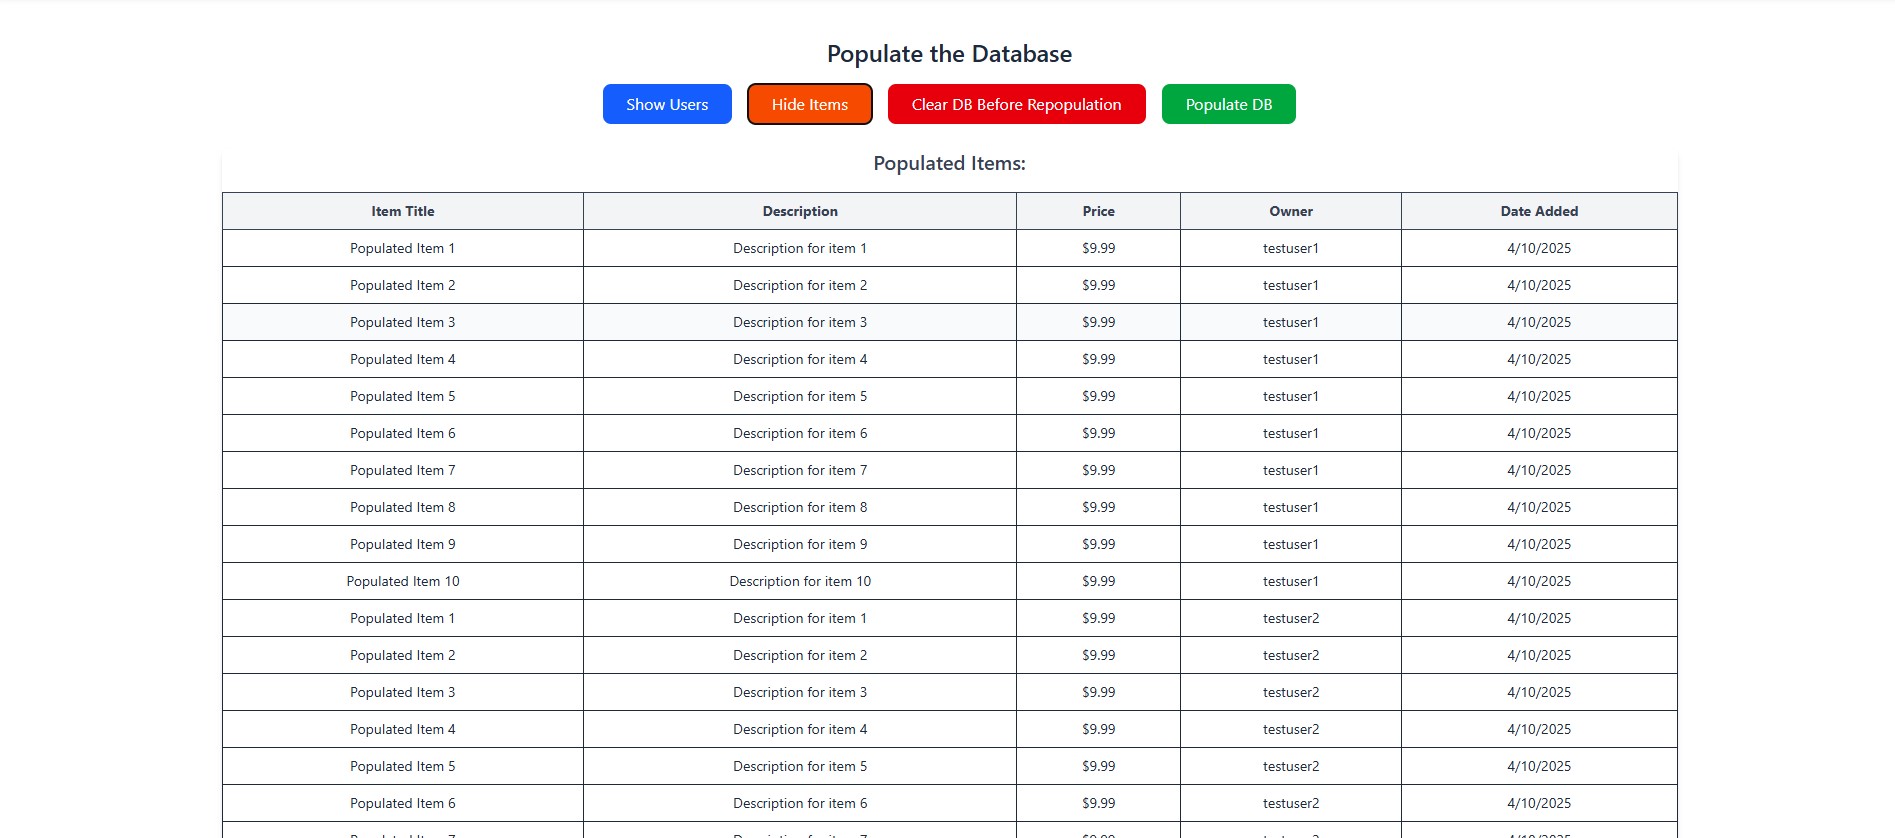 Populate the Database
Show Users Hide Items Clear DB Before Repopulation Populate DB
Populated Items:
Item Title Description Price Owner Date Added
Populated Item 1 Description for item 1 $9.99 testuser1 4/10/2025
Populated Item 2 Description for item 2 $9.99 testuser1 4/10/2025
Populated Item 3 Description for item 3 $9.99 testuser1 4/10/2025
Populated Item 4 Description for item 4 $9.99 testuser1 4/10/2025
Populated Item 5 Description for item 5 $9.99 testuser1 4/10/2025
Populated Item 6 Description for item 6 $9.99 testuser1 4/10/2025
Populated Item 7 Description for item 7 $9.99 testuser1 4/10/2025
Populated Item 8 Description for item 8 $9.99 testuser1 4/10/2025
Populated Item 9 Description for item 9 $9.99 testuser1 4/10/2025
Populated Item 10 Description for item 10 $9.99 testuser1 4/10/2025
Populated Item 1 Description for item 1 $9.99 testuser2 4/10/2025
Populated Item 2 Description for item 2 $9.99 testuser2 4/10/2025
Populated Item 3 Description for item 3 $9.99 testuser2 4/10/2025
Populated Item 4 Description for item 4 $9.99 testuser2 4/10/2025
Populated Item 5 Description for item 5 $9.99 testuser2 4/10/2025
Populated Item 6 Description for item 6 $9.99 testuser2 4/10/2025